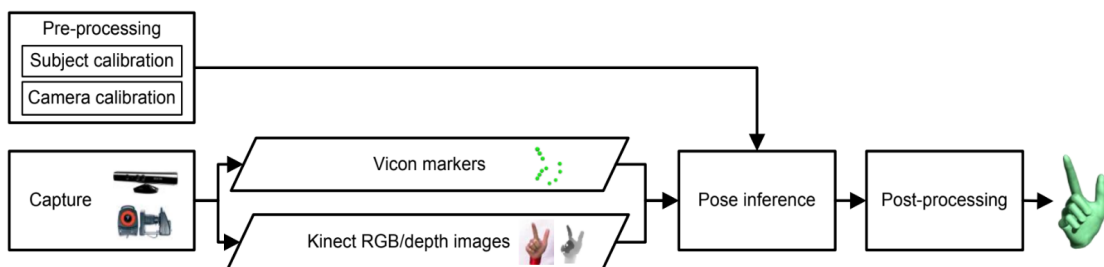 Pre-processing
Subject calibration
Camera calibration
Capture
Vicon markers
Kinect RGB/depth images
Pose inference
Post-processing